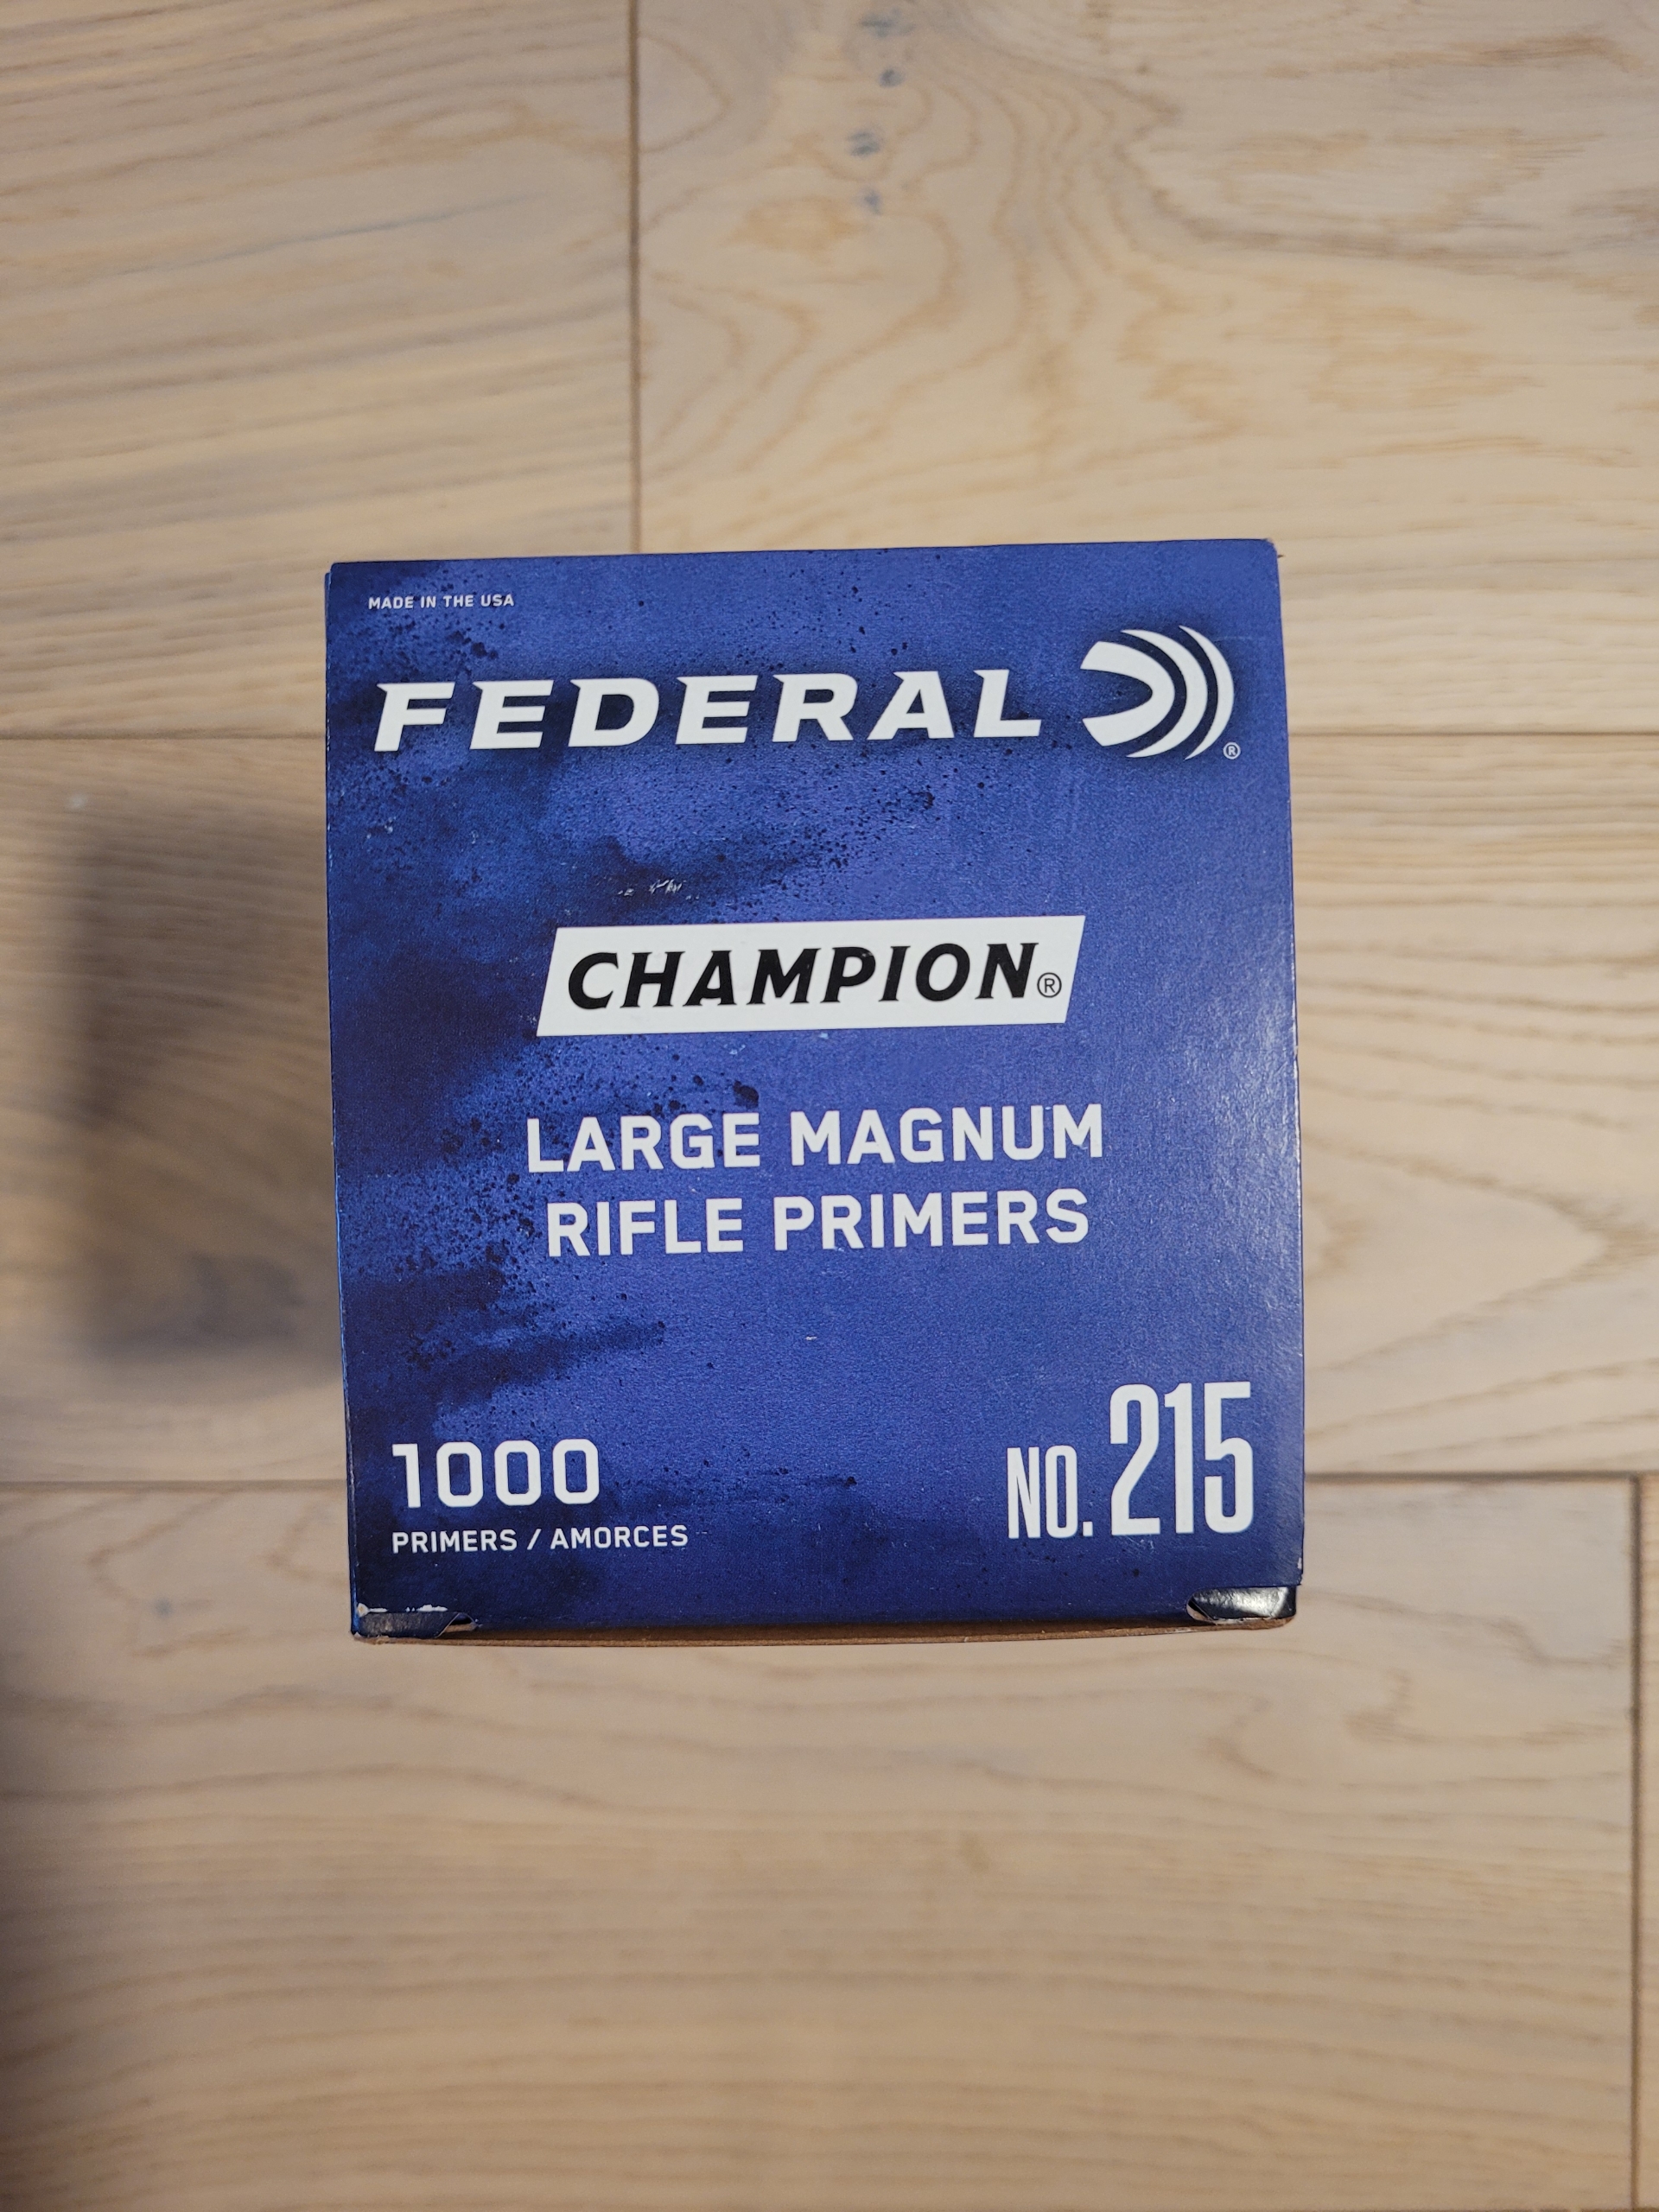 MADE IN THE USA
FEDERAL ®
CHAMPION®
LARGE MAGNUM
RIFLE PRIMERS
1000
PRIMERS / AMORCES
NO. 215